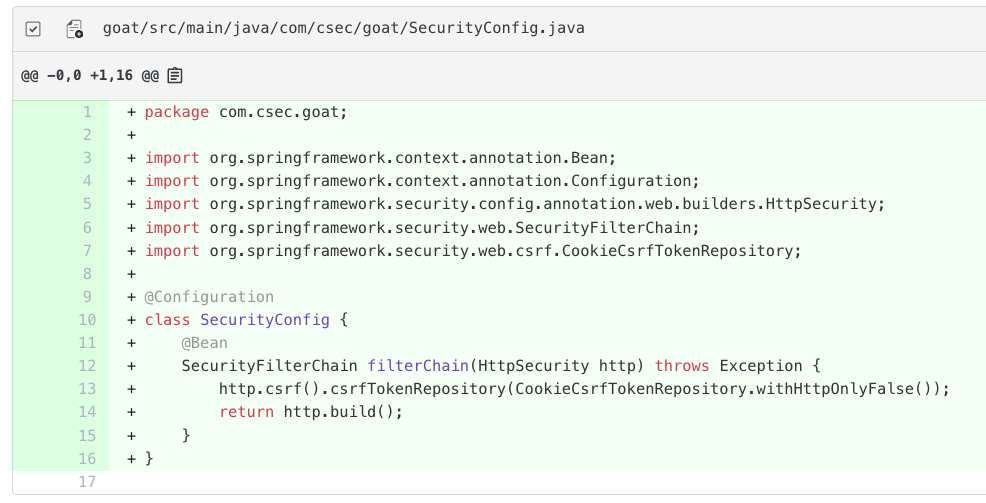 goat/src/main/java/com/csec/goat/SecurityConfig.java
@@ -0,0 +1,16 @@
1 + package com.csec.goat;
2 +
3 + import org.springframework.context.annotation.Bean;
4 + import org.springframework.context.annotation.Configuration;
5 + import org.springframework.security.config.annotation.web.builders.HttpSecurity;
6 + import org.springframework.security.web.SecurityFilterChain;
7 + import org.springframework.security.web.csrf.CookieCsrfTokenRepository;
8 +
9 + @Configuration
10 + class SecurityConfig {
11 +     @Bean
12 +     SecurityFilterChain filterChain(HttpSecurity http) throws Exception {
13 +         http.csrf().csrfTokenRepository(CookieCsrfTokenRepository.withHttpOnlyFalse());
14 +         return http.build();
15 +     }
16 + }
17